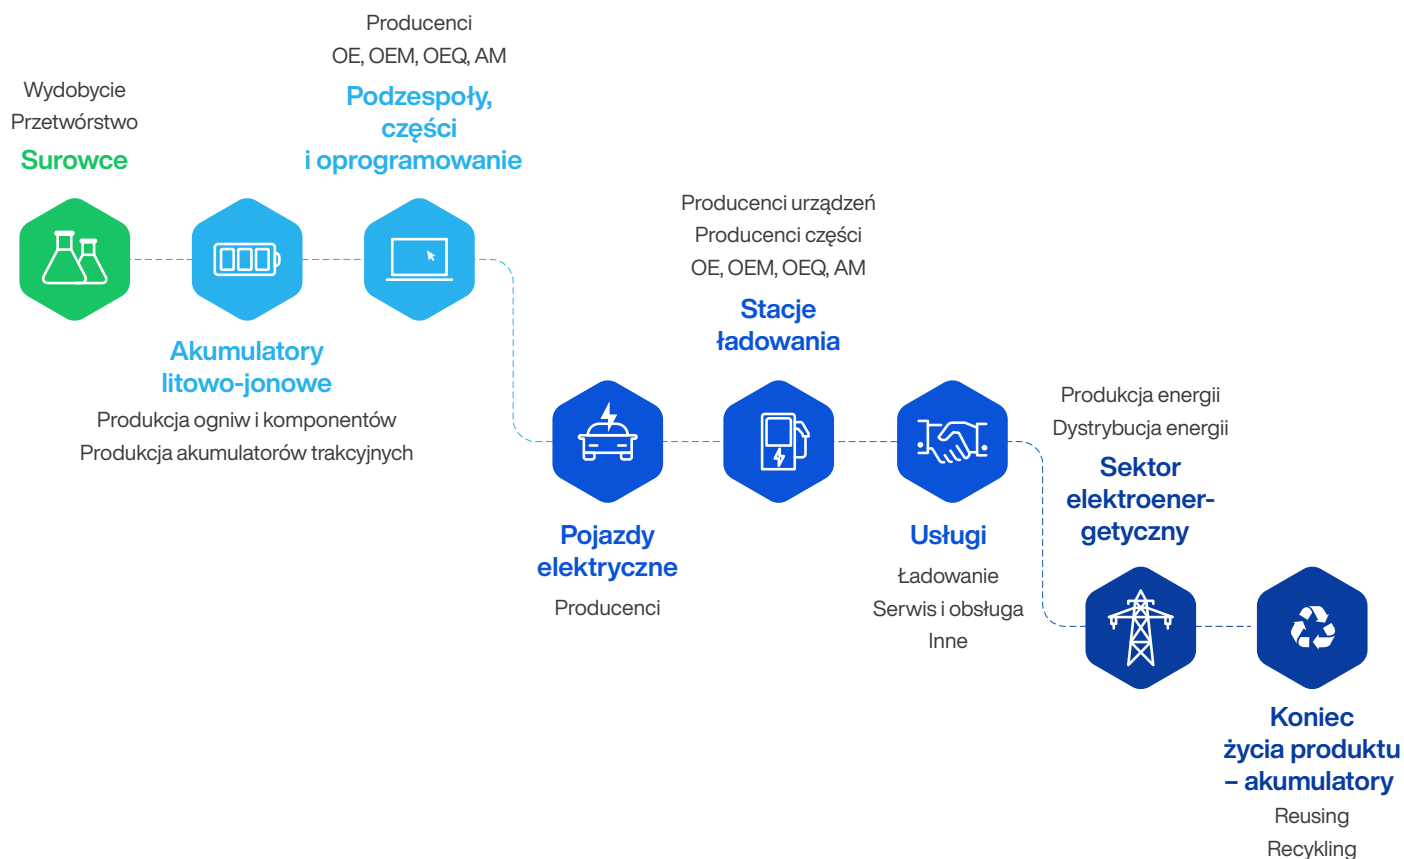 Wydobycie
Przetwórstwo
Surowce
Akumulatory
litowo-jonowe
Produkcja ogniw i komponentów
Produkcja akumulatorów trakcyjnych
Producenci
OE, OEM, OEQ, AM
Podzespoły,
części
i oprogramowanie
Pojazdy
elektryczne
Producenci
Producenci urządzeń
Producenci części
OE, OEM, OEQ, AM
Stacje
ładowania
Usługi
Ładowanie
Serwis i obsługa
Inne
Produkcja energii
Dystrybucja energii
Sektor
elektroener-
getyczny
Koniec
życia produktu
– akumulatory
Reusing
Recykling